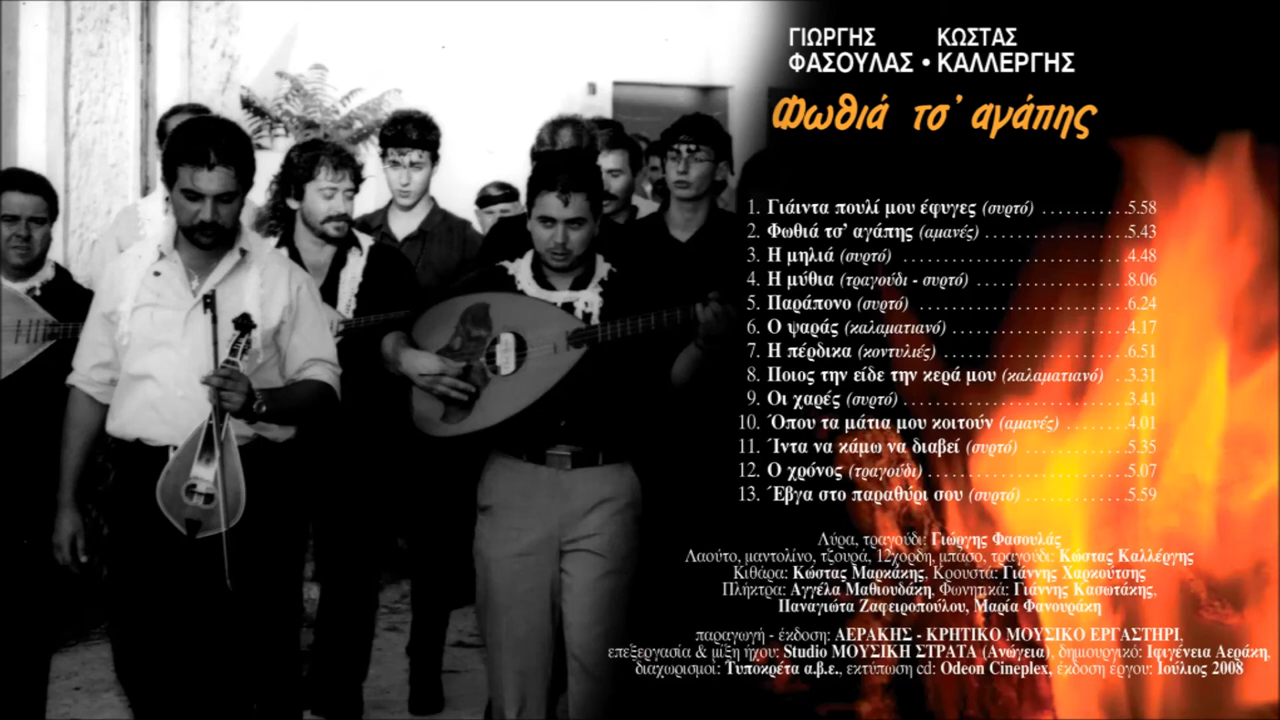 ΓΙΩΡΓΗΣ ΚΩΣΤΑΣ
ΦΑΣΟΥΛΑΣ • ΚΑΛΛΕΡΓΗΣ
Φωθιά τσ' αγάπης
1. Γιάιντα πουλί μου έφυγες (συρτό) ...........5.58
2. Φωθιά τσ' αγάπης (αμανές) ......................5.43
3. Η μηλιά (συρτό) ..................................4.48
4. Η μύθια (τραγούδι - συρτό) .......................8.06
5. Παράπονο (συρτό) ................................6.24
6. Ο ψαράς (καλαματιανό) ..........................4.17
7. Η πέρδικα (κοντυλιές) ...........................6.51
8. Ποιος την είδε την κερά μου (καλαματιανό) ..3.31
9. Οι χαρές (συρτό) .................................3.41
10. Όπου τα μάτια μου κοιτούν (αμανές) ........4.01
11. Ίντα να κάμω να διαβεί (συρτό) ...............5.35
12. Ο χρόνος (τραγούδι) .............................5.07
13. Έβγα στο παραθύρι σου (συρτό) ...............5.59
Λύρα, τραγούδι: Γιώργης Φασουλάς
Λαούτο, μαντολίνο, τζουρά, 12χορδη, μπάσο, τραγούδι: Κώστας Καλλέργης
Κιθάρα: Κώστας Μαρκάκης, Κρουστά: Γιάννης Χαρκούτσης
Πλήκτρα: Αγγέλα Μαθιουδάκη, Φωνητικά: Γιάννης Κασωτάκης,
Παναγιώτα Ζαφειροπούλου, Μαρία Φανουράκη
παραγωγή - έκδοση: ΑΕΡΑΚΗΣ - ΚΡΗΤΙΚΟ ΜΟΥΣΙΚΟ ΕΡΓΑΣΤΗΡΙ,
επεξεργασία & μίξη ήχου: Studio ΜΟΥΣΙΚΗ ΣΤΡΑΤΑ (Ανώγεια), δημιουργικό: Ιφιγένεια Αεράκη,
διαχωρισμοί: Τυποκρέτα α.β.ε., εκτύπωση cd: Odeon Cineplex, έκδοση έργου: Ιούλιος 2008